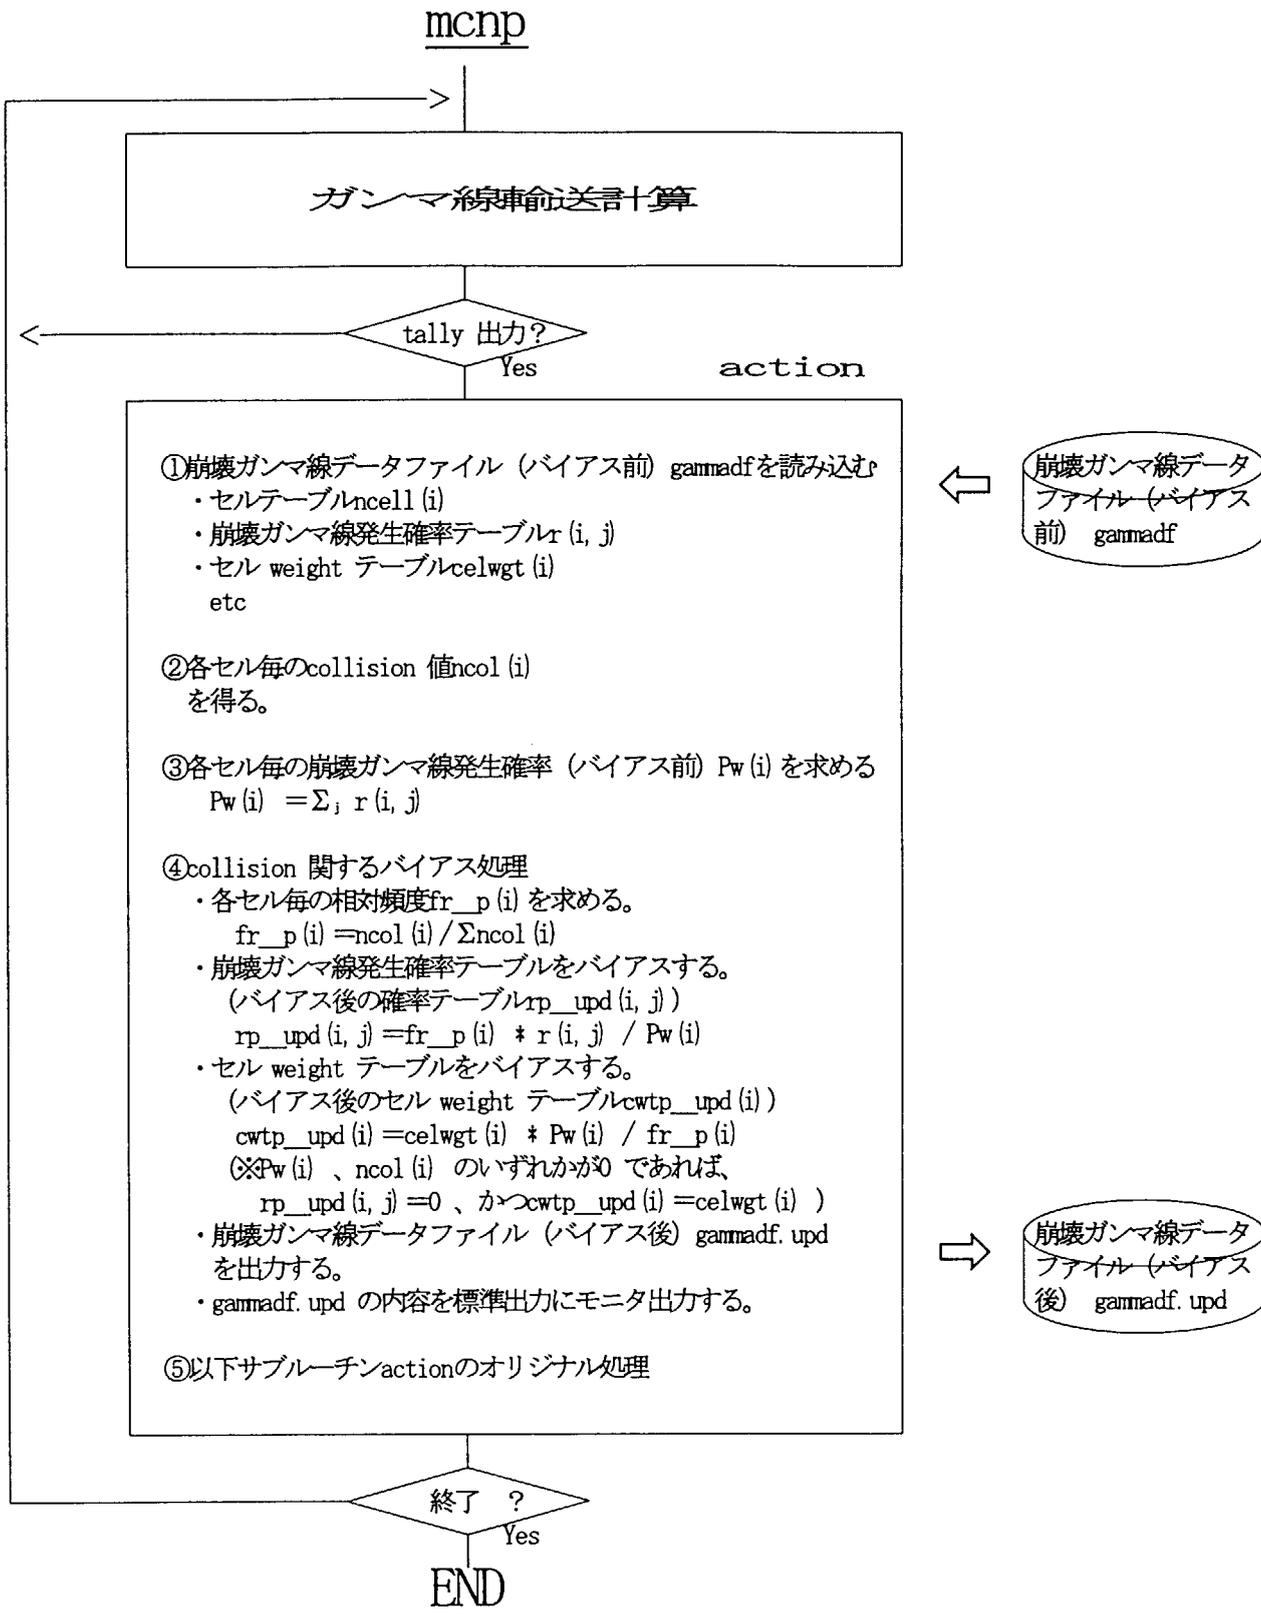 mcnp
ガンマ線輸送計算
tally 出力?
Yes
action
①崩壊ガンマ線データファイル (バイアス前) gammadfを読み込む
・セルテーブルncell(i)
・崩壊ガンマ線発生確率テーブルr(i, j)
・セル weight テーブルcelwgt(i)
etc
崩壊ガンマ線データ
ファイル (バイアス
前) gammadf
②各セル毎のcollision 値ncol(i)
を得る。
③各セル毎の崩壊ガンマ線発生確率 (バイアス前) Pw(i)を求める
Pw(i) =Σj r(i, j)
④collision 関するバイアス処理
・各セル毎の相対頻度fr__p(i)を求める。
fr__p(i)=ncol(i)/Σncol(i)
・崩壊ガンマ線発生確率テーブルをバイアスする。
(バイアス後の確率テーブルrp__upd(i, j))
rp__upd(i, j)=fr__p(i) * r(i, j) / Pw(i)
・セル weight テーブルをバイアスする。
(バイアス後のセル weight テーブルcwtp__upd(i))
cwtp__upd(i)=celwgt(i) * Pw(i) / fr__p(i)
(※Pw(i) 、ncol(i) のいずれかが0 であれば、
rp__upd(i, j)=0 、かつcwtp__upd(i)=celwgt(i) )
・崩壊ガンマ線データファイル (バイアス後) gammadf.upd
を出力する。
・gammadf.upd の内容を標準出力にモニタ出力する。
崩壊ガンマ線データ
ファイル (バイアス
後) gammadf.upd
⑤以下サブルーチンactionのオリジナル処理
終了 ?
Yes
END